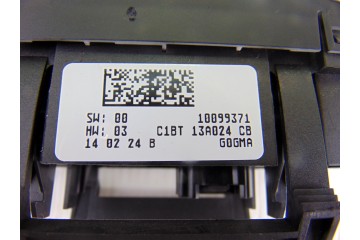 SW: 00 10099371
HW: 03 C1BT 13A024 CB
14 02 24 B G0GMA